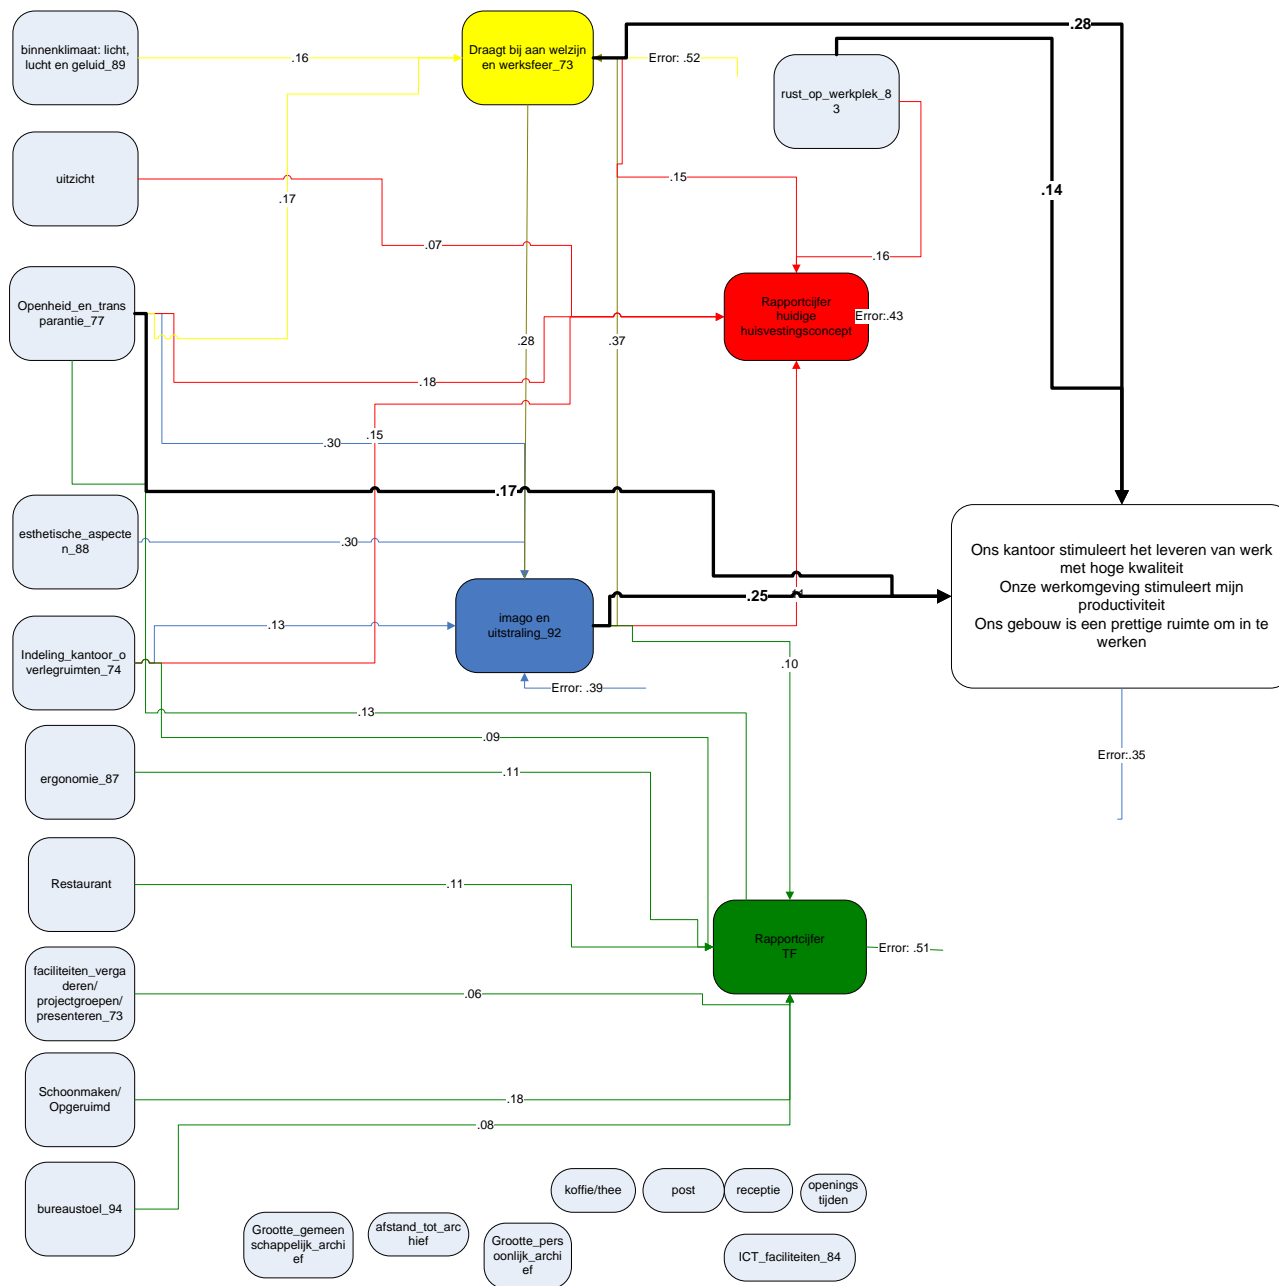 binnenklimaat: licht,
lucht en geluid_89
.16
Draagt bij aan welzijn
en werksfeer_73
Error: .52
.28
rust_op_werkplek_8
3
uitzicht
.17
.15
.14
.07
.16
Openheid_en_trans
parantie_77
Rapportcijfer
huidige
huisvestingsconcept
Error:.43
.28
.37
.18
.15
.30
.17
esthetische_aspecte
n_88
.30
Ons kantoor stimuleert het leveren van werk
met hoge kwaliteit
Onze werkomgeving stimuleert mijn
productiviteit
Ons gebouw is een prettige ruimte om in te
werken
.25
imago en
uitstraling_92
.13
Indeling_kantoor_o
verlegruimten_74
.10
Error: .39
.13
.09
Error:.35
ergonomie_87
.11
Restaurant
.11
Rapportcijfer
TF
Error: .51
faciliteiten_verga
deren/
projectgroepen/
presenteren_73
.06
Schoonmaken/
Opgeruimd
.18
.08
bureaustoel_94
koffie/thee
post
receptie
openings
tijden
Grootte_gemeen
schappelijk_archi
ef
afstand_tot_arc
hief
Grootte_pers
oonlijk_archi
ef
ICT_faciliteiten_84